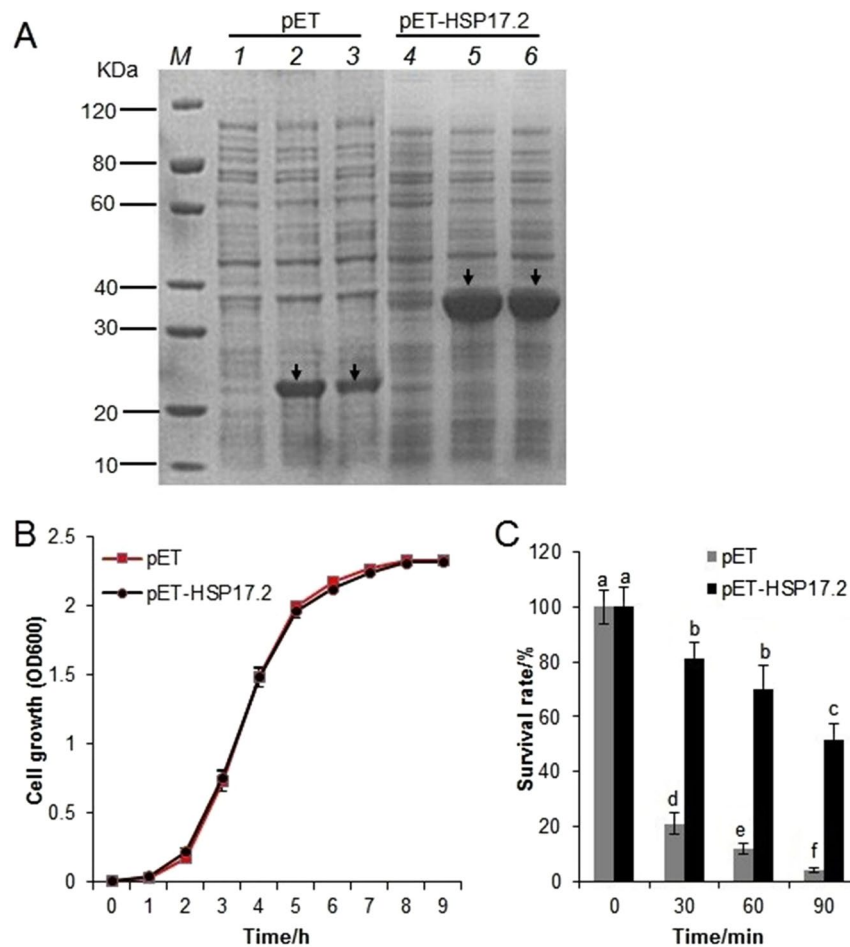 A
pET
pET-HSP17.2
M 1 2 3 4 5 6
KDa
120
80
60
40
30
20
10
B
2.5
2
1.5
1
0.5
0
Cell growth (OD600)
pET
pET-HSP17.2
0 1 2 3 4 5 6 7 8 9
Time/h
C
120
100
80
60
40
20
0
Survival rate/%
pET
pET-HSP17.2
a a
b
b
c
d
e
f
0 30 60 90
Time/min